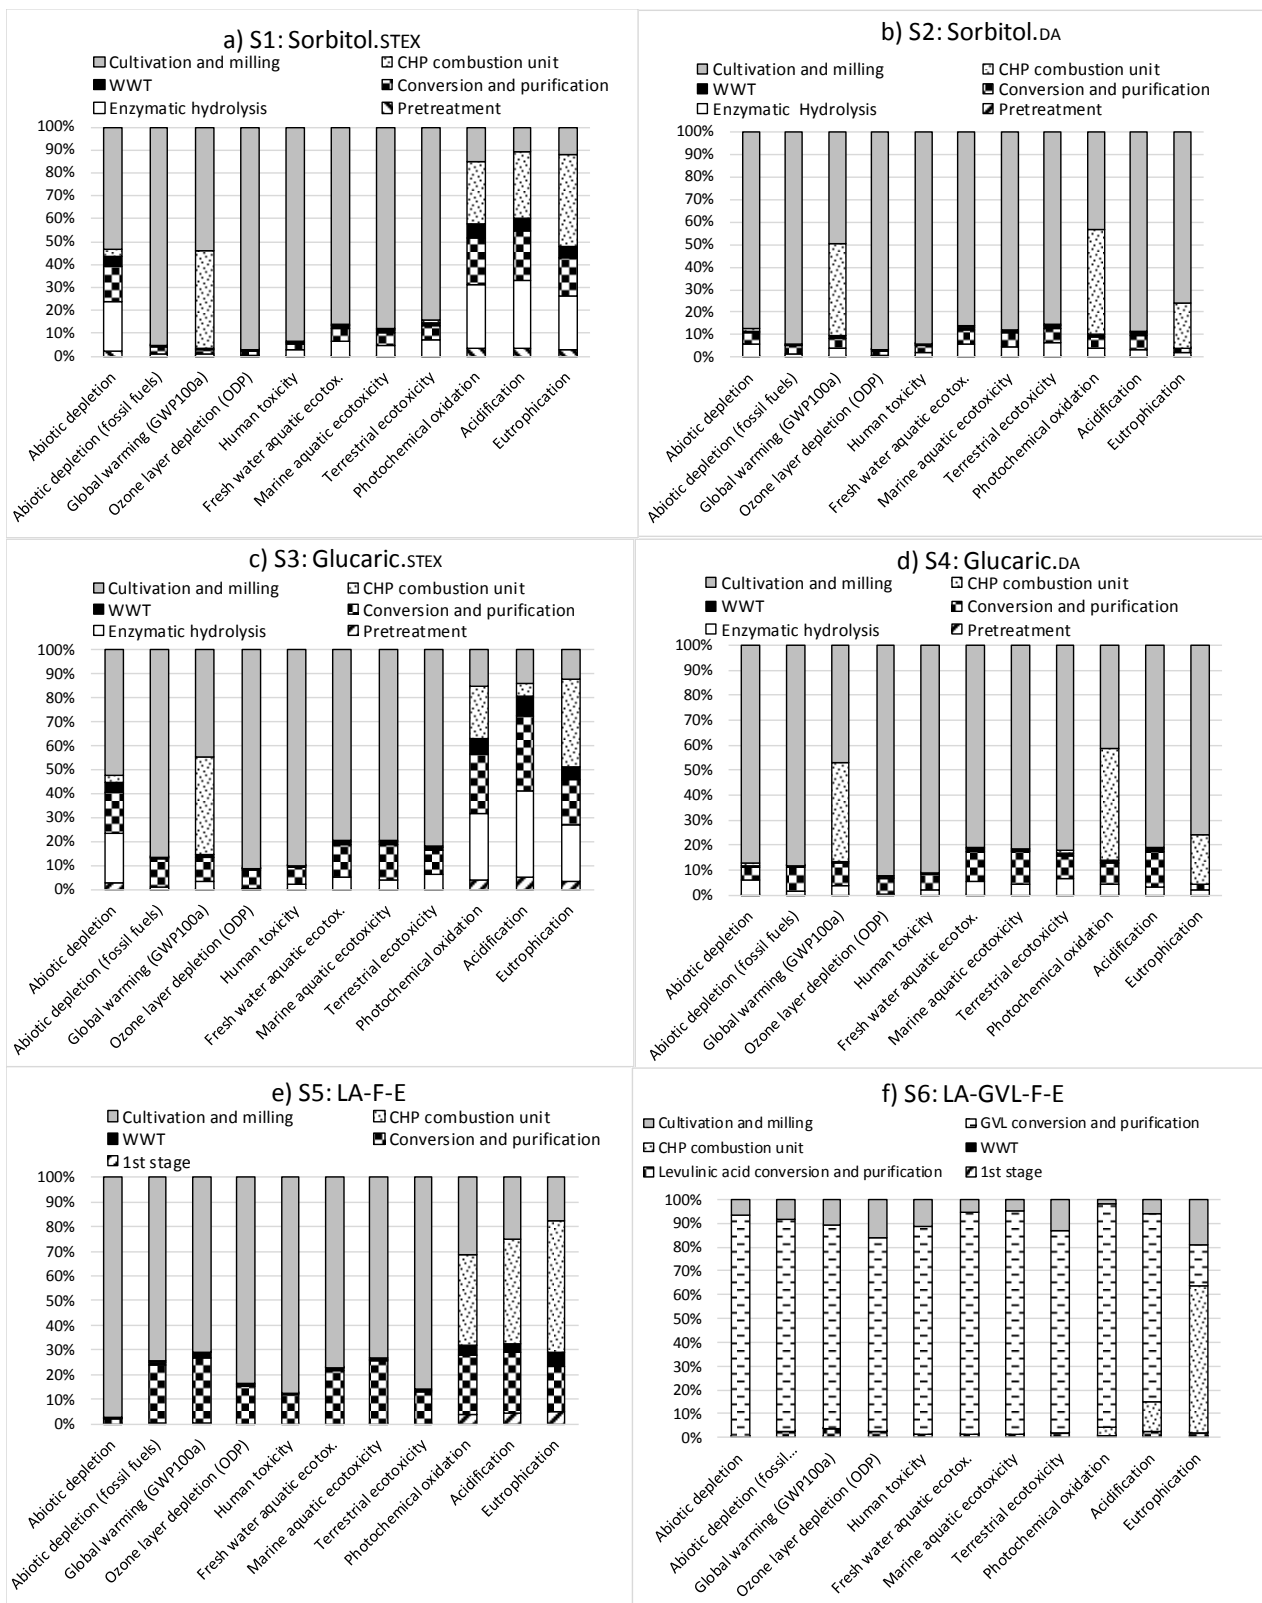 a) S1: Sorbitol.STEX
Cultivation and milling
CHP combustion unit
WWT
Conversion and purification
Enzymatic hydrolysis
Pretreatment
100%
90%
80%
70%
60%
50%
40%
30%
20%
10%
0%
Abiotic depletion
Abiotic depletion (fossil fuels)
Global warming (GWP100a)
Ozone layer depletion (ODP)
Human toxicity
Fresh water aquatic ecotox.
Marine aquatic ecotoxicity
Terrestrial ecotoxicity
Photochemical oxidation
Acidification
Eutrophication
b) S2: Sorbitol.DA
Cultivation and milling
CHP combustion unit
WWT
Conversion and purification
Enzymatic Hydrolysis
Pretreatment
100%
90%
80%
70%
60%
50%
40%
30%
20%
10%
0%
Abiotic depletion
Abiotic depletion (fossil fuels)
Global warming (GWP100a)
Ozone layer depletion (ODP)
Human toxicity
Fresh water aquatic ecotox.
Marine aquatic ecotoxicity
Terrestrial ecotoxicity
Photochemical oxidation
Acidification
Eutrophication
c) S3: Glucaric.STEX
Cultivation and milling
CHP combustion unit
WWT
Conversion and purification
Enzymatic hydrolysis
Pretreatment
100%
90%
80%
70%
60%
50%
40%
30%
20%
10%
0%
Abiotic depletion
Abiotic depletion (fossil fuels)
Global warming (GWP100a)
Ozone layer depletion (ODP)
Human toxicity
Fresh water aquatic ecotox.
Marine aquatic ecotoxicity
Terrestrial ecotoxicity
Photochemical oxidation
Acidification
Eutrophication
d) S4: Glucaric.DA
Cultivation and milling
CHP combustion unit
WWT
Conversion and purification
Enzymatic hydrolysis
Pretreatment
100%
90%
80%
70%
60%
50%
40%
30%
20%
10%
0%
Abiotic depletion
Abiotic depletion (fossil fuels)
Global warming (GWP100a)
Ozone layer depletion (ODP)
Human toxicity
Fresh water aquatic ecotox.
Marine aquatic ecotoxicity
Terrestrial ecotoxicity
Photochemical oxidation
Acidification
Eutrophication
e) S5: LA-F-E
Cultivation and milling
CHP combustion unit
WWT
Conversion and purification
1st stage
100%
90%
80%
70%
60%
50%
40%
30%
20%
10%
0%
Abiotic depletion
Abiotic depletion (fossil fuels)
Global warming (GWP100a)
Ozone layer depletion (ODP)
Human toxicity
Fresh water aquatic ecotox.
Marine aquatic ecotoxicity
Terrestrial ecotoxicity
Photochemical oxidation
Acidification
Eutrophication
f) S6: LA-GVL-F-E
Cultivation and milling
GVL conversion and purification
CHP combustion unit
WWT
Levulinic acid conversion and purification
1st stage
100%
90%
80%
70%
60%
50%
40%
30%
20%
10%
0%
Abiotic depletion
Abiotic depletion (fossil...
Global warming (GWP100a)
Ozone layer depletion (ODP)
Human toxicity
Fresh water aquatic ecotox.
Marine aquatic ecotoxicity
Terrestrial ecotoxicity
Photochemical oxidation
Acidification
Eutrophication